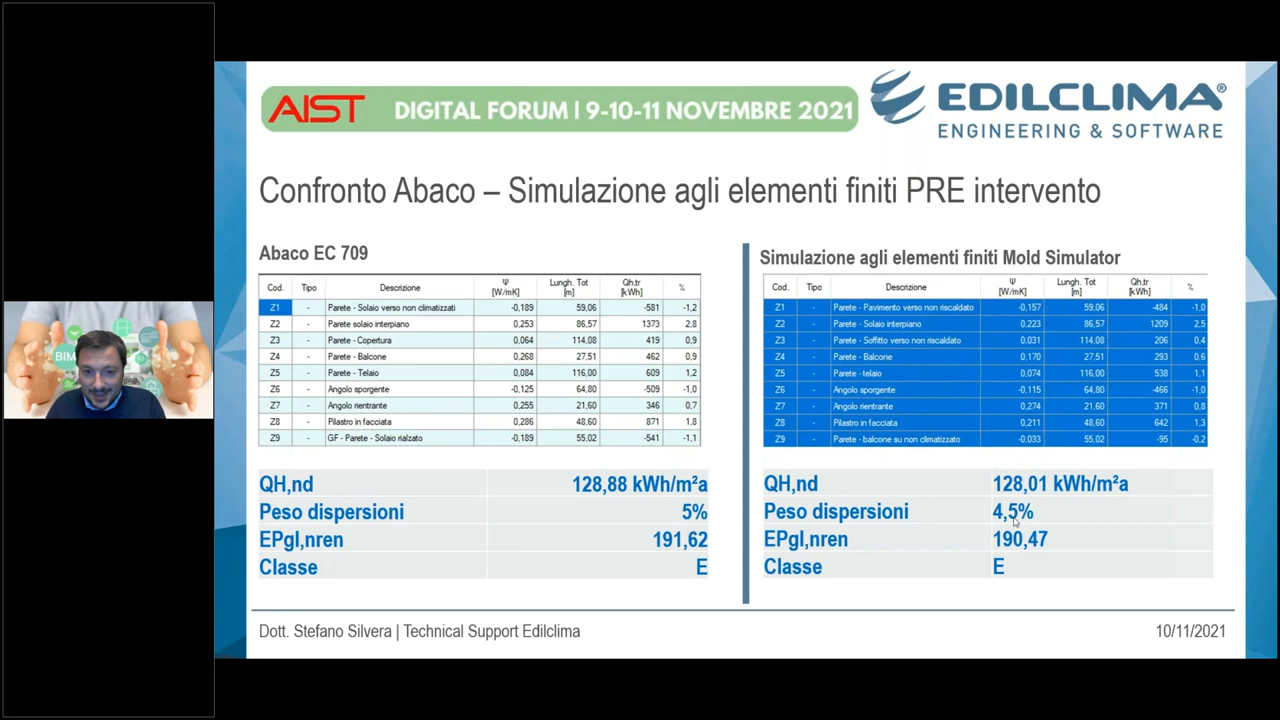 AIST DIGITAL FORUM | 9-10-11 NOVEMBRE 2021
EDILCLIMA®
ENGINEERING & SOFTWARE
Confronto Abaco – Simulazione agli elementi finiti PRE intervento
Abaco EC 709
Cod. Tipo Descrizione Ψ [W/mK] Lungh. Tot [m] Qh,tr [kWh] %
Z1 - Parete - Solaio verso non climatizzati -0,189 59,06 -581 -1,2
Z2 - Parete solaio interpiano 0,253 86,57 1373 2,8
Z3 - Parete - Copertura 0,064 114,08 419 0,9
Z4 - Parete - Balcone 0,268 27,51 462 0,9
Z5 - Parete - Telaio 0,084 116,00 609 1,2
Z6 - Angolo sporgente -0,125 64,80 -509 -1,0
Z7 - Angolo rientrante 0,255 21,60 346 0,7
Z8 - Pilastro in facciata 0,286 48,60 871 1,8
Z9 - GF - Parete - Solaio rialzato -0,189 55,02 -541 -1,1
QH,nd 128,88 kWh/m²a
Peso dispersioni 5%
EPgl,nren 191,62
Classe E
Simulazione agli elementi finiti Mold Simulator
Cod. Tipo Descrizione Ψ [W/mK] Lungh. Tot [m] Qh,tr [kWh] %
Z1 - Parete - Pavimento verso non riscaldato -0,157 59,06 -484 -1,0
Z2 - Parete - Solaio interpiano 0,223 86,57 1209 2,5
Z3 - Parete - Soffitto verso non riscaldato 0,031 114,08 206 0,4
Z4 - Parete - Balcone 0,170 27,51 293 0,6
Z5 - Parete - telaio 0,074 116,00 538 1,1
Z6 - Angolo sporgente -0,115 64,80 -466 -1,0
Z7 - Angolo rientrante 0,274 21,60 371 0,8
Z8 - Pilastro in facciata 0,211 48,60 642 1,3
Z9 - Parete - balcone su non climatizzato -0,033 55,02 -95 -0,2
QH,nd 128,01 kWh/m²a
Peso dispersioni 4,5%
EPgl,nren 190,47
Classe E
BIM
Dott. Stefano Silvera | Technical Support Edilclima
10/11/2021